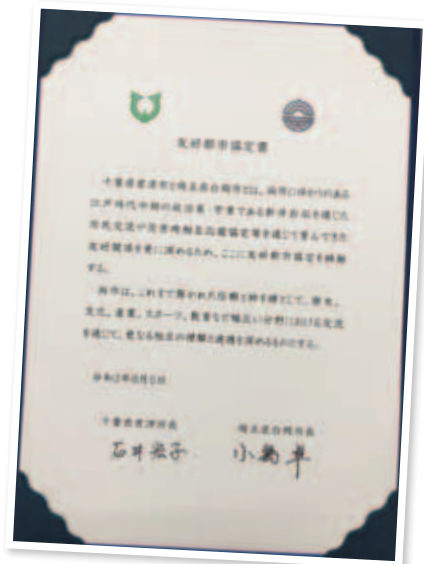 友好都市協定書
千葉県君津市と埼玉県白岡市とは、両市にゆかりのある
江戸時代中期の政治家・学者である新井白石を通じた
市民交流や災害時相互応援協定等を通じて育んできた
友好関係を更に深めるため、ここに友好都市協定を締結
する。
両市は、これまで築かれた信頼と絆を礎として、歴史、
文化、産業、スポーツ、教育など幅広い分野における交流
を通じて、更なる相互の理解と連携を深めるものとする。
千葉県君津市長
埼玉県白岡市長
石井宏子
小島卓